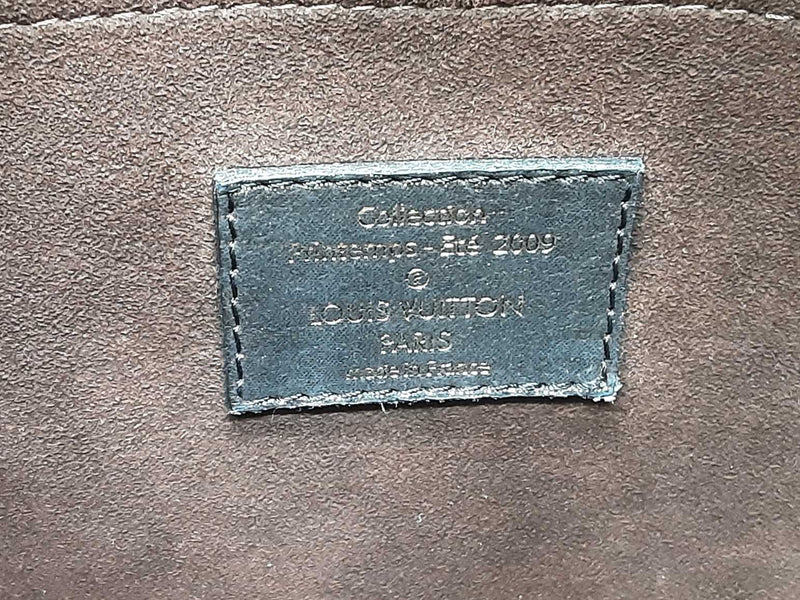 Collection
Printemps-Été 2009
©
LOUIS VUITTON
PARIS
made in France